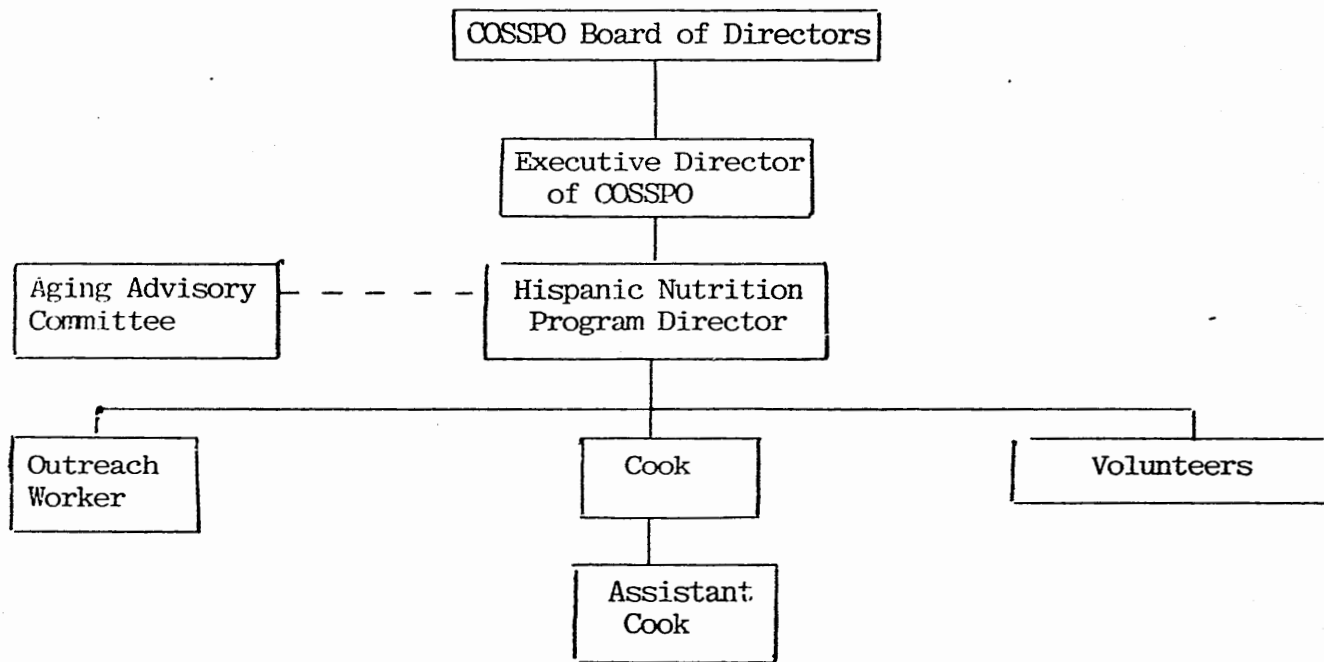 COSSPO Board of Directors
Executive Director
of COSSPO
Aging Advisory
Committee
Hispanic Nutrition
Program Director
Outreach
Worker
Cook
Volunteers
Assistant
Cook